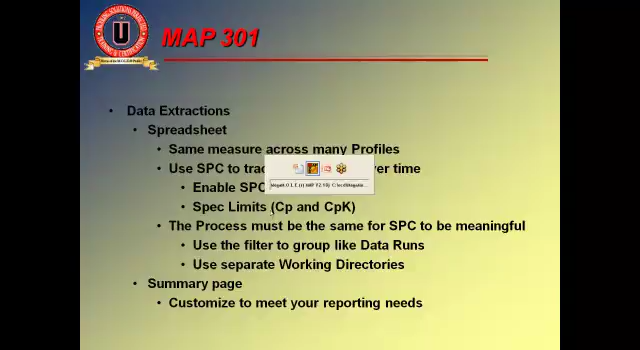 U
MAP 301
• Data Extractions
• Spreadsheet
• Same measure across many Profiles
• Use SPC to ver time
• Enable SPC
• Spec Limits (Cp and CpK)
• The Process must be the same for SPC to be meaningful
• Use the filter to group like Data Runs
• Use separate Working Directories
• Summary page
• Customize to meet your reporting needs